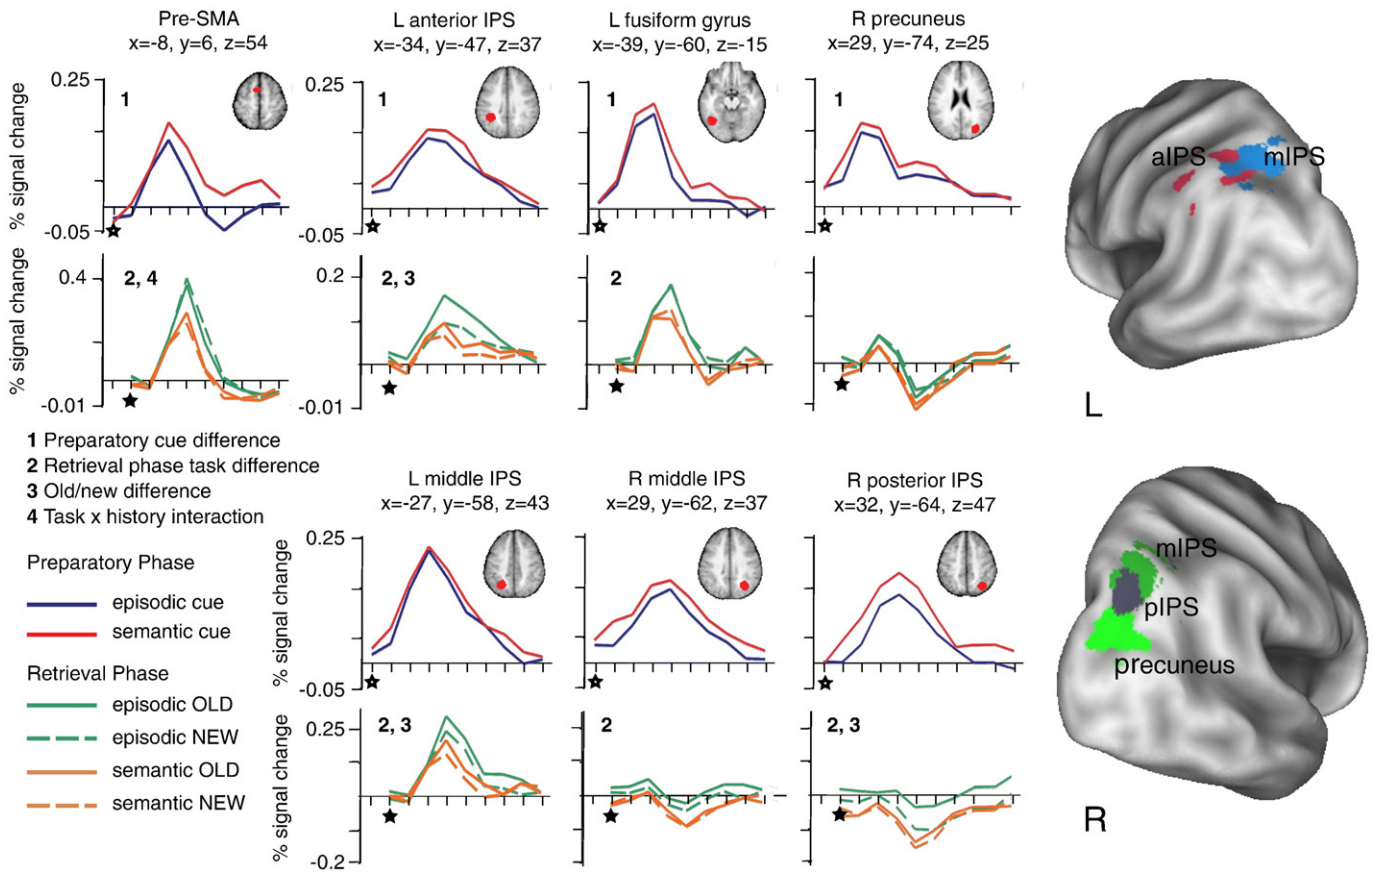 Pre-SMA
x=-8, y=6, z=54
L anterior IPS
x=-34, y=-47, z=37
L fusiform gyrus
x=-39, y=-60, z=-15
R precuneus
x=29, y=-74, z=25
% signal change
0.25
-0.05
1
0.25
-0.05
1
1
1
% signal change
0.4
-0.01
2, 4
0.2
-0.01
2, 3
2
aIPS
mIPS
L
1 Preparatory cue difference
2 Retrieval phase task difference
3 Old/new difference
4 Task x history interaction
Preparatory Phase
episodic cue
semantic cue
Retrieval Phase
episodic OLD
episodic NEW
semantic OLD
semantic NEW
L middle IPS
x=-27, y=-58, z=43
R middle IPS
x=29, y=-62, z=37
R posterior IPS
x=32, y=-64, z=47
% signal change
0.25
-0.05
% signal change
0.25
-0.2
2, 3
2
2, 3
mIPS
pIPS
precuneus
R